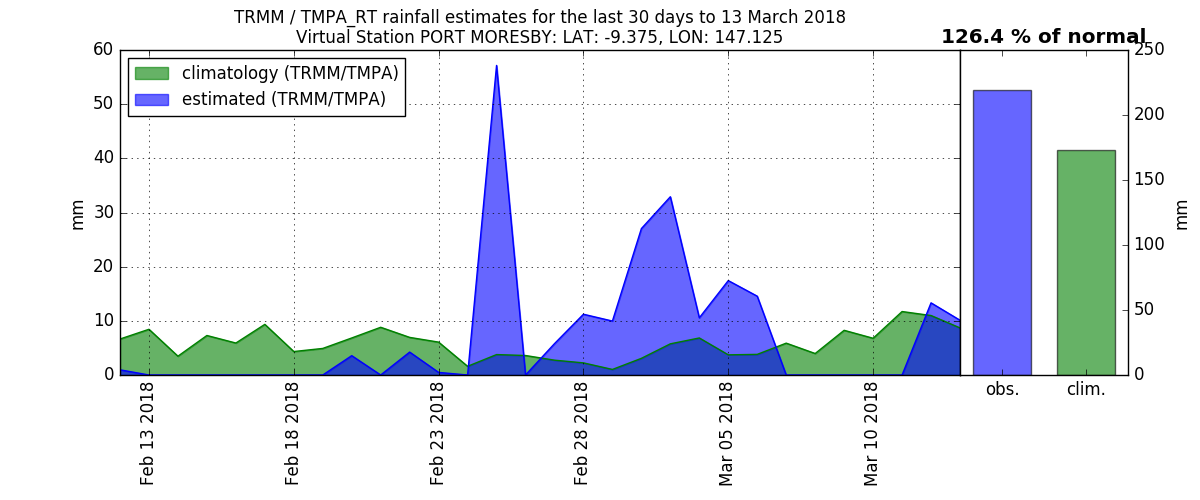 TRMM / TMPA_RT rainfall estimates for the last 30 days to 13 March 2018
Virtual Station PORT MORESBY: LAT: -9.375, LON: 147.125
126.4 % of normal
climatology (TRMM/TMPA)
estimated (TRMM/TMPA)
mm
60
50
40
30
20
10
0
Feb 13 2018
Feb 18 2018
Feb 23 2018
Feb 28 2018
Mar 05 2018
Mar 10 2018
obs.
clim.
250
200
150
100
50
0
mm